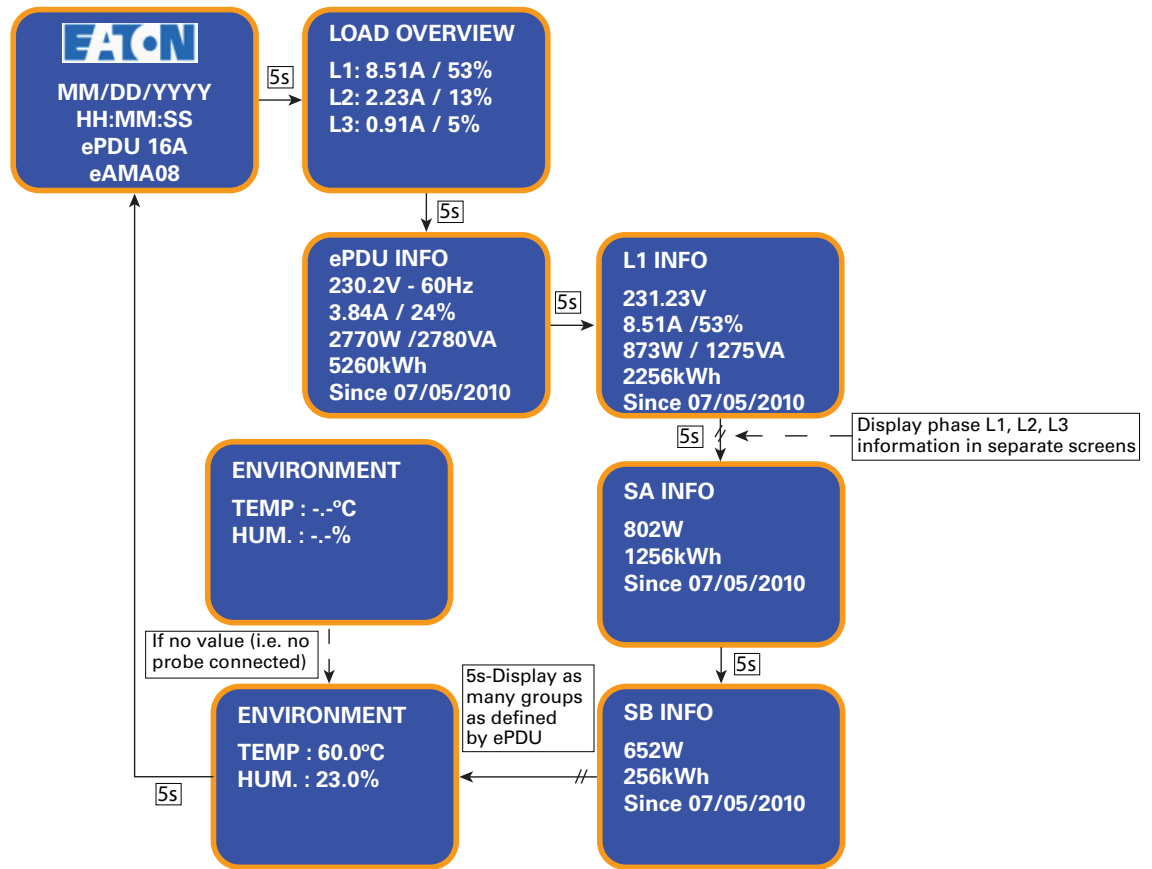 EATON
MM/DD/YYYY
HH:MM:SS
ePDU 16A
eAMA08
5s
LOAD OVERVIEW
L1: 8.51A / 53%
L2: 2.23A / 13%
L3: 0.91A / 5%
5s
ePDU INFO
230.2V - 60Hz
3.84A / 24%
2770W /2780VA
5260kWh
Since 07/05/2010
5s
L1 INFO
231.23V
8.51A /53%
873W / 1275VA
2256kWh
Since 07/05/2010
5s
Display phase L1, L2, L3
information in separate screens
SA INFO
802W
1256kWh
Since 07/05/2010
5s
SB INFO
652W
256kWh
Since 07/05/2010
5s-Display as
many groups
as defined
by ePDU
ENVIRONMENT
TEMP : -.-ºC
HUM. : -.-%
If no value (i.e. no
probe connected)
ENVIRONMENT
TEMP : 60.0ºC
HUM. : 23.0%
5s